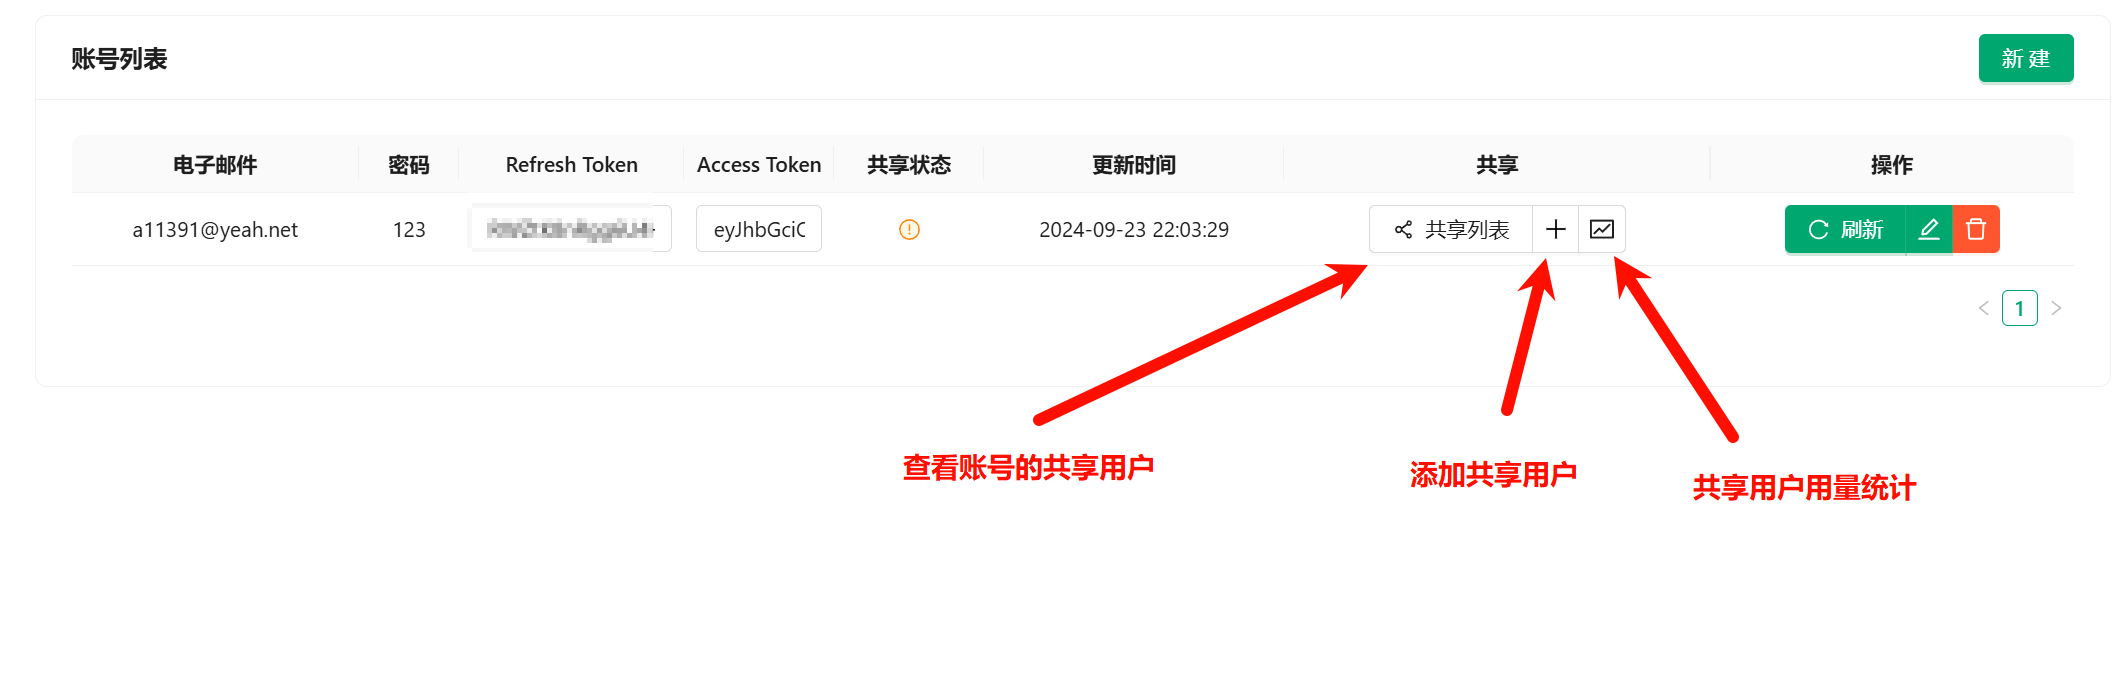 账号列表
新建
电子邮件 密码 Refresh Token Access Token 共享状态 更新时间 共享 操作
a11391@yeah.net 123 eyJhbGciO 2024-09-23 22:03:29 共享列表 刷新
1
查看账号的共享用户
添加共享用户
共享用户用量统计